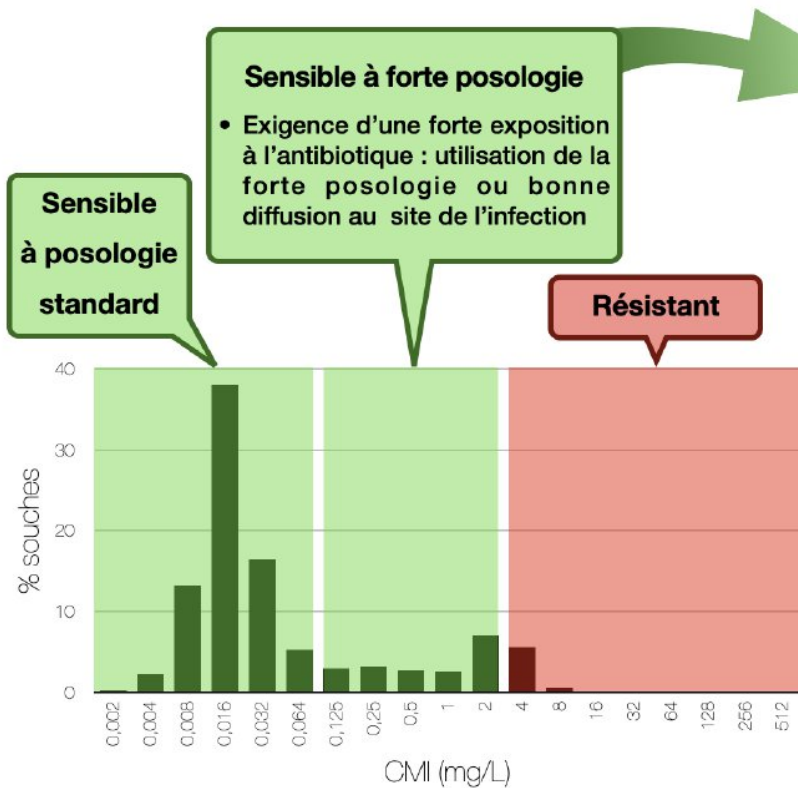 Sensible à forte posologie
• Exigence d’une forte exposition
à l’antibiotique : utilisation de la
forte posologie ou bonne
diffusion au site de l’infection
Sensible
à posologie
standard
Résistant
% souches
40
30
20
10
0
0,002 0,004 0,008 0,016 0,032 0,064 0,125 0,25 0,5 1 2 4 8 16 32 64 128 256 512
CMI (mg/L)